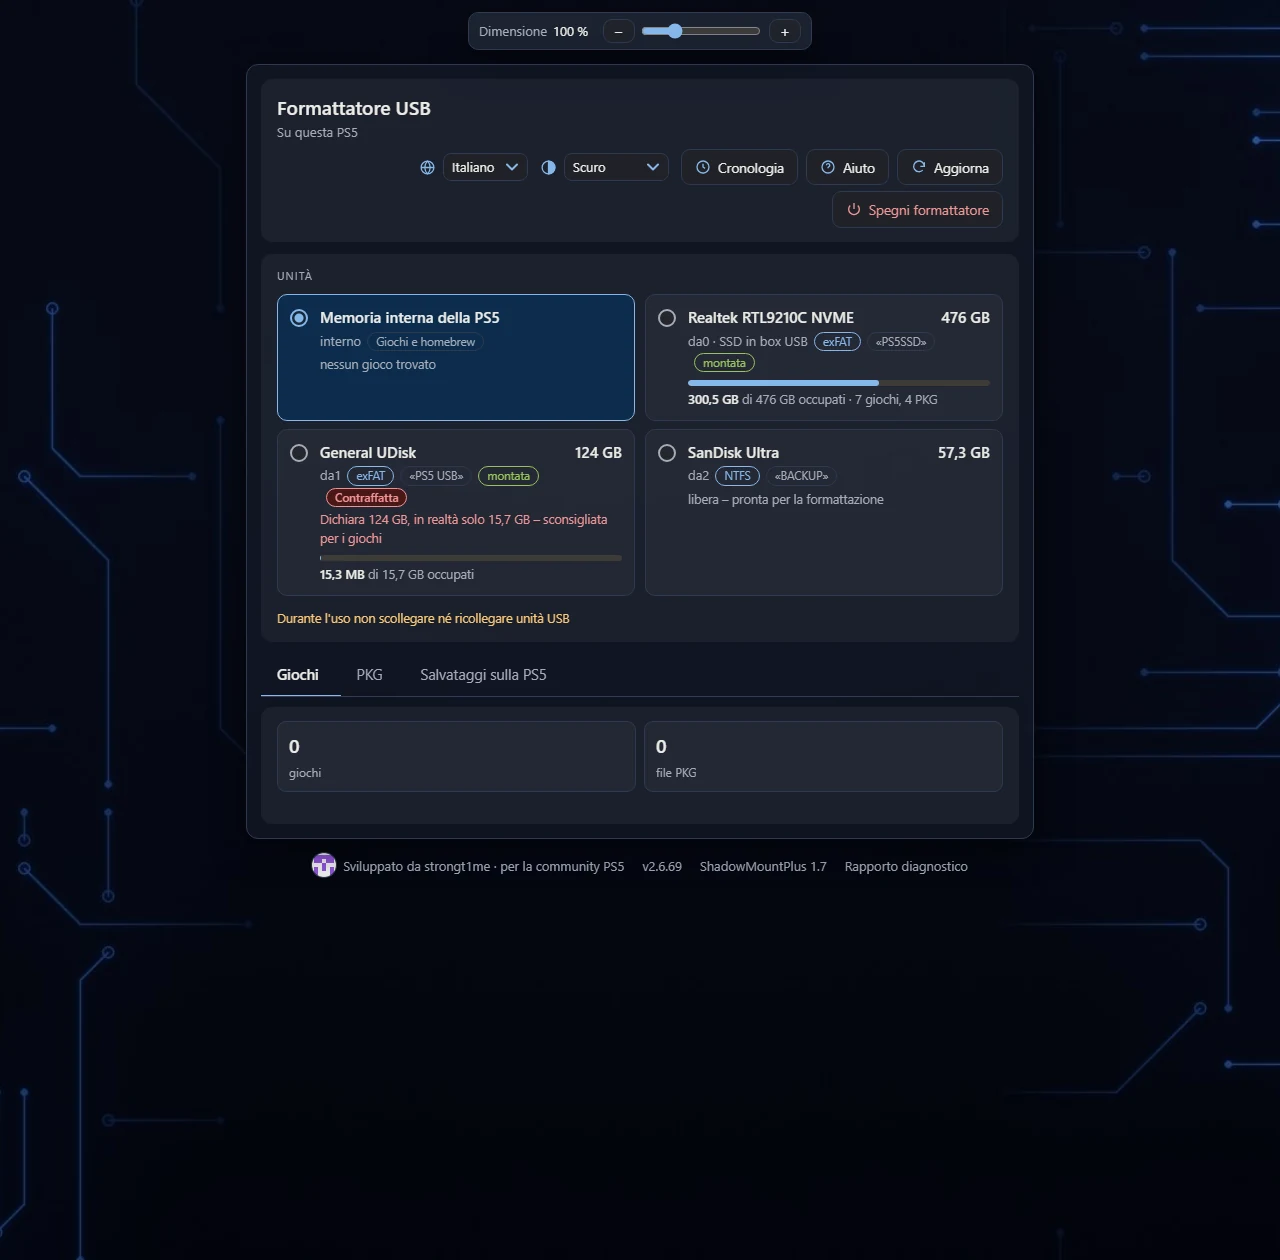 Dimensione 100 % – +
Formattatore USB
Su questa PS5
Italiano Scuro Cronologia Aiuto Aggiorna
Spegni formattatore
UNITÀ
Memoria interna della PS5
interno Giochi e homebrew
nessun gioco trovato
Realtek RTL9210C NVME 476 GB
da0 · SSD in box USB exFAT «PS5SSD»
montata
300,5 GB di 476 GB occupati · 7 giochi, 4 PKG
General UDisk 124 GB
da1 exFAT «PS5 USB» montata
Contraffatta
Dichiara 124 GB, in realtà solo 15,7 GB – sconsigliata
per i giochi
15,3 MB di 15,7 GB occupati
SanDisk Ultra 57,3 GB
da2 NTFS «BACKUP»
libera – pronta per la formattazione
Durante l'uso non scollegare né ricollegare unità USB
Giochi PKG Salvataggi sulla PS5
0
giochi
0
file PKG
Sviluppato da strongt1me · per la community PS5 v2.6.69 ShadowMountPlus 1.7 Rapporto diagnostico